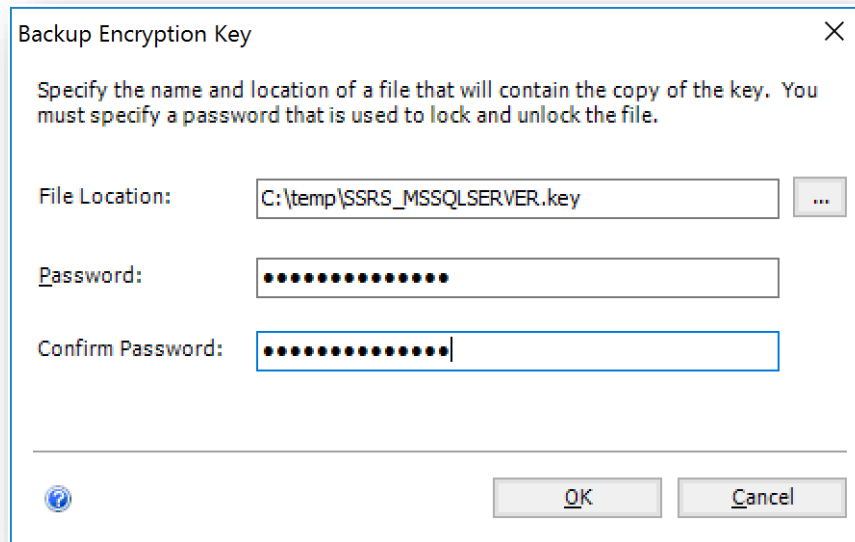 Backup Encryption Key
Specify the name and location of a file that will contain the copy of the key.  You
must specify a password that is used to lock and unlock the file.
File Location:
C:\temp\SSRS_MSSQLSERVER.key
...
Password:
●●●●●●●●●●●●●●
Confirm Password:
●●●●●●●●●●●●●●
?
OK
Cancel